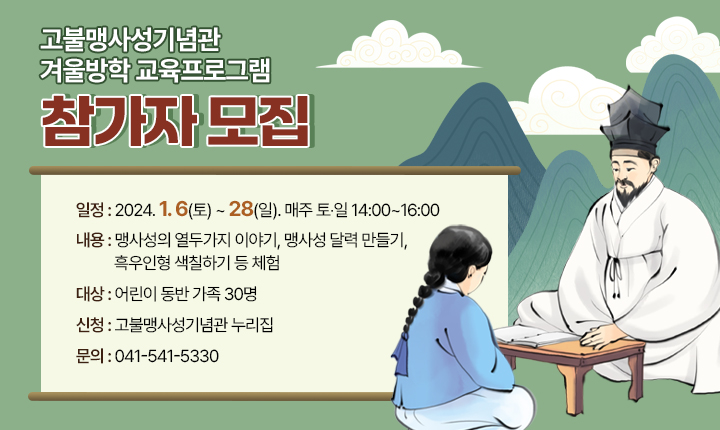 고불맹사성기념관
겨울방학 교육프로그램
참가자 모집
일정 : 2024. 1. 6(토) ~ 28(일). 매주 토·일 14:00~16:00
내용 : 맹사성의 열두가지 이야기, 맹사성 달력 만들기,
흑우인형 색칠하기 등 체험
대상 : 어린이 동반 가족 30명
신청 : 고불맹사성기념관 누리집
문의 : 041-541-5330